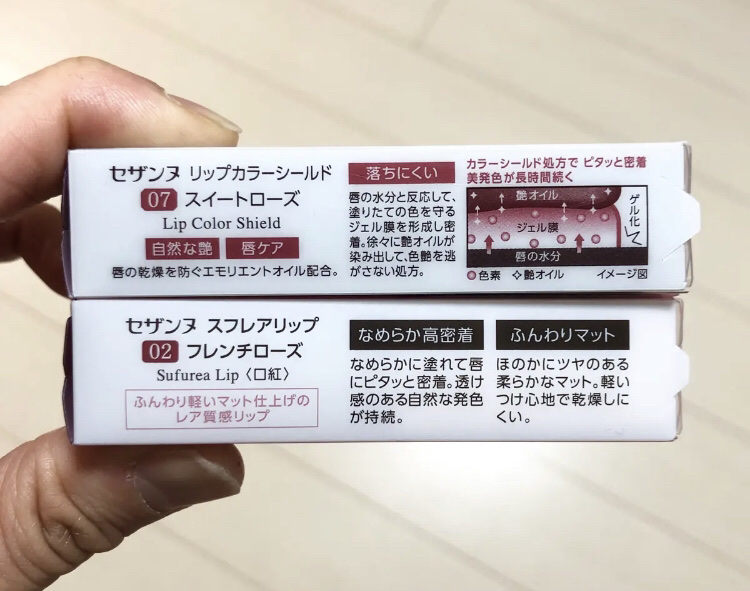 セザンヌ リップカラーシールド
07 スイートローズ
Lip Color Shield
自然な艶 唇ケア
唇の乾燥を防ぐエモリエントオイル配合。
落ちにくい
唇の水分と反応して、
塗りたての色を守る
ジェル膜を形成し密
着。徐々に艶オイルが
染み出して、色艶を逃
がさない処方。
カラーシールド処方で ピタッと密着
美発色が長時間続く
艶オイル
ジェル膜
唇の水分
ゲル化
色素 艶オイル イメージ図
セザンヌ スフレアリップ
02 フレンチローズ
Sufurea Lip〈口紅〉
ふんわり軽いマット仕上げの
レア質感リップ
なめらか高密着
なめらかに塗れて唇
にピタッと密着。透け
感のある自然な発色
が持続。
ふんわりマット
ほのかにツヤのある
柔らかなマット。軽い
つけ心地で乾燥しに
くい。